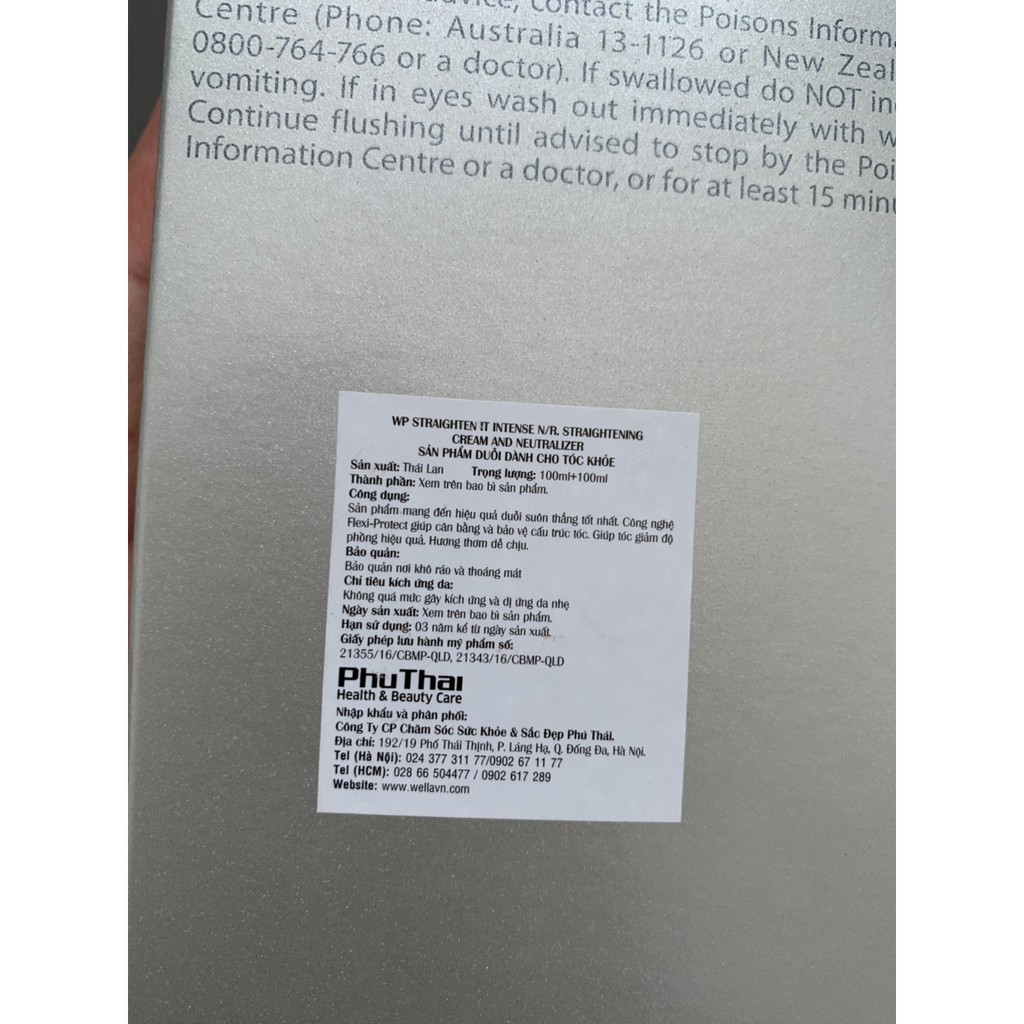 contact the Poisons Inform
Centre (Phone: Australia 13-1126 or New Zeal
0800-764-766 or a doctor). If swallowed do NOT in
vomiting. If in eyes wash out immediately with w
Continue flushing until advised to stop by the Poi
Information Centre or a doctor, or for at least 15 minu
WP STRAIGHTEN !T INTENSE N/R. STRAIGHTENING
CREAM AND NEUTRALIZER
SẢN PHẨM DUỖI DÀNH CHO TÓC KHỎE
Sản xuất: Thái Lan Trọng lượng: 100ml+100ml
Thành phần: Xem trên bao bì sản phẩm.
Công dụng:
Sản phẩm mang đến hiệu quả duỗi suôn thẳng tốt nhất. Công nghệ
Flexi-Protect giúp cân bằng và bảo vệ cấu trúc tóc. Giúp tóc giảm độ
phồng hiệu quả. Hương thơm dễ chịu.
Bảo quản:
Bảo quản nơi khô ráo và thoáng mát
Chỉ tiêu kích ứng da:
Không quá mức gây kích ứng và dị ứng da nhẹ
Ngày sản xuất: Xem trên bao bì sản phẩm.
Hạn sử dụng: 03 năm kể từ ngày sản xuất.
Giấy phép lưu hành mỹ phẩm số:
21355/16/CBMP-QLD, 21343/16/CBMP-QLD
PhuThai
Health & Beauty Care
Nhập khẩu và phân phối:
Công Ty CP Chăm Sóc Sức Khỏe & Sắc Đẹp Phú Thái.
Địa chỉ: 192/19 Phố Thái Thịnh, P. Láng Hạ, Q. Đống Đa, Hà Nội.
Tel (Hà Nội): 024 377 311 77/0902 67 11 77
Tel (HCM): 028 66 504477 / 0902 617 289
Website: www.wellavn.com